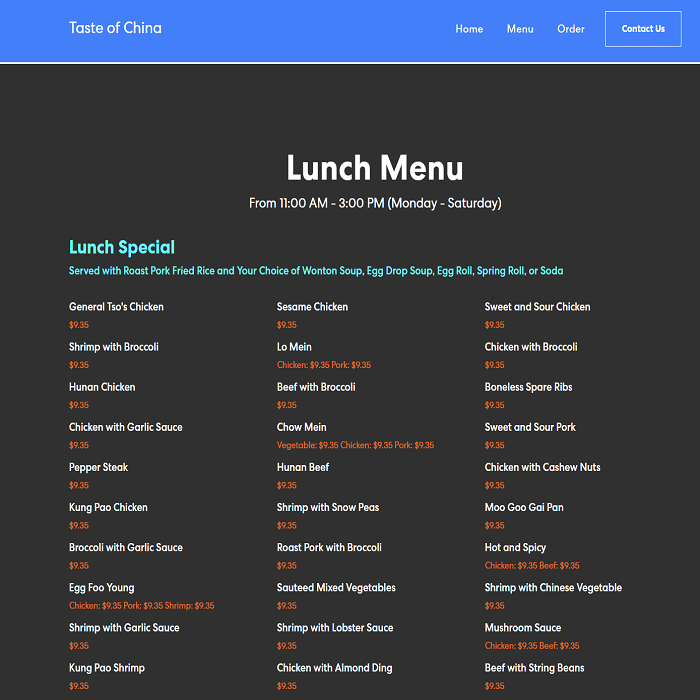 Taste of China
Home Menu Order Contact Us
Lunch Menu
From 11:00 AM - 3:00 PM (Monday - Saturday)
Lunch Special
Served with Roast Pork Fried Rice and Your Choice of Wonton Soup, Egg Drop Soup, Egg Roll, Spring Roll, or Soda
General Tso's Chicken Sesame Chicken Sweet and Sour Chicken
$9.35 $9.35 $9.35
Shrimp with Broccoli Lo Mein Chicken with Broccoli
$9.35 Chicken: $9.35 Pork: $9.35 $9.35
Hunan Chicken Beef with Broccoli Boneless Spare Ribs
$9.35 $9.35 $9.35
Chicken with Garlic Sauce Chow Mein Sweet and Sour Pork
$9.35 Vegetable: $9.35 Chicken: $9.35 Pork: $9.35 $9.35
Pepper Steak Hunan Beef Chicken with Cashew Nuts
$9.35 $9.35 $9.35
Kung Pao Chicken Shrimp with Snow Peas Moo Goo Gai Pan
$9.35 $9.35 $9.35
Broccoli with Garlic Sauce Roast Pork with Broccoli Hot and Spicy
$9.35 $9.35 Chicken: $9.35 Beef: $9.35
Egg Foo Young Sauteed Mixed Vegetables Shrimp with Chinese Vegetable
Chicken: $9.35 Pork: $9.35 Shrimp: $9.35 $9.35 $9.35
Shrimp with Garlic Sauce Shrimp with Lobster Sauce Mushroom Sauce
$9.35 $9.35 Chicken: $9.35 Beef: $9.35
Kung Pao Shrimp Chicken with Almond Ding Beef with String Beans
$9.35 $9.35 $9.35